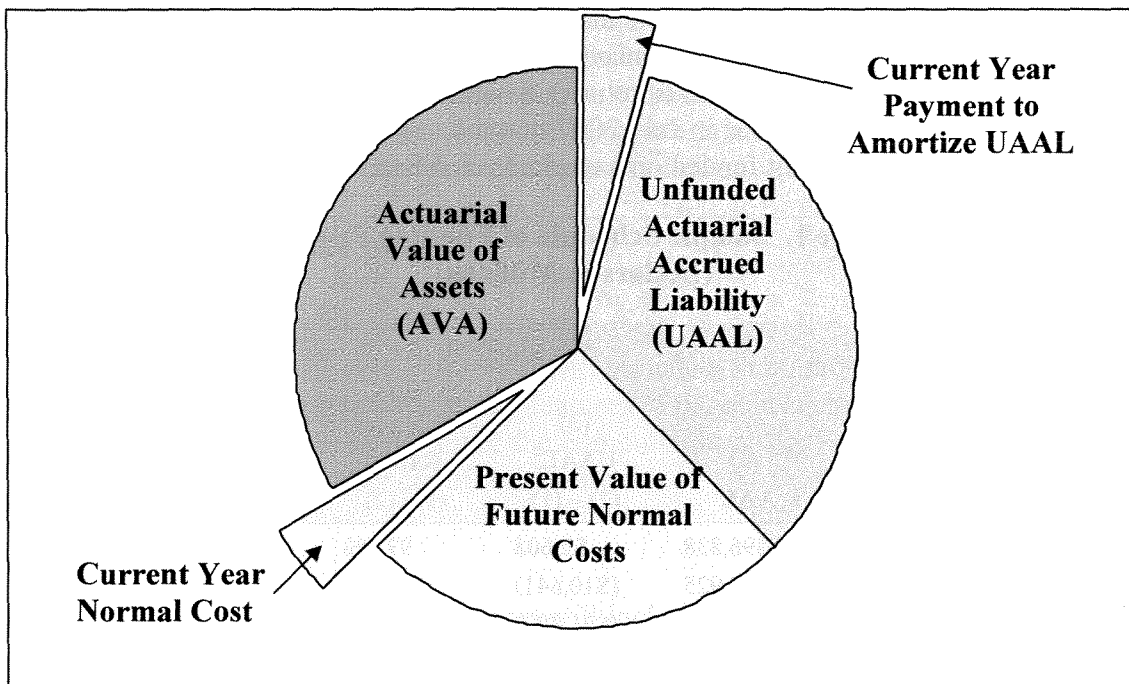 Current Year
Payment to
Amortize UAAL
Unfunded
Actuarial
Accrued
Liability
(UAAL)
Actuarial
Value of
Assets
(AVA)
Present Value of
Future Normal
Costs
Current Year
Normal Cost